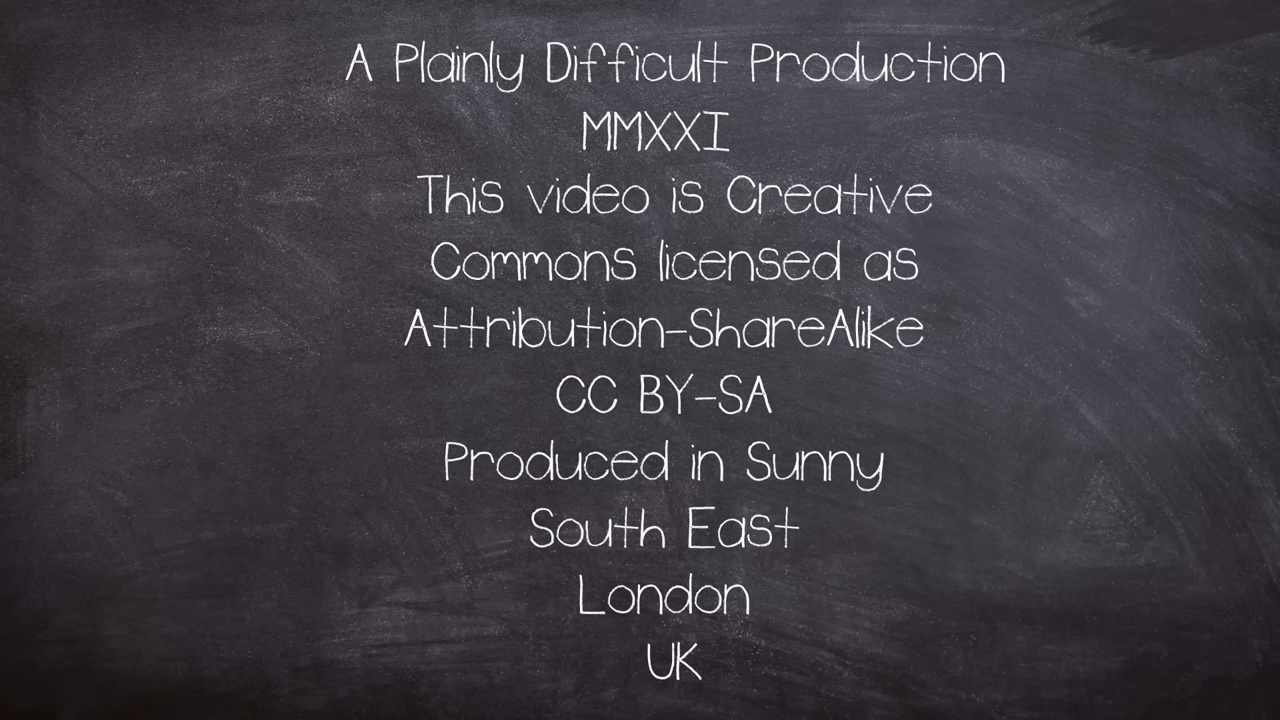 A Plainly Difficult Production
MMXXI
This video is Creative
Commons licensed as
Attribution-ShareAlike
CC BY-SA
Produced in Sunny
South East
London
UK